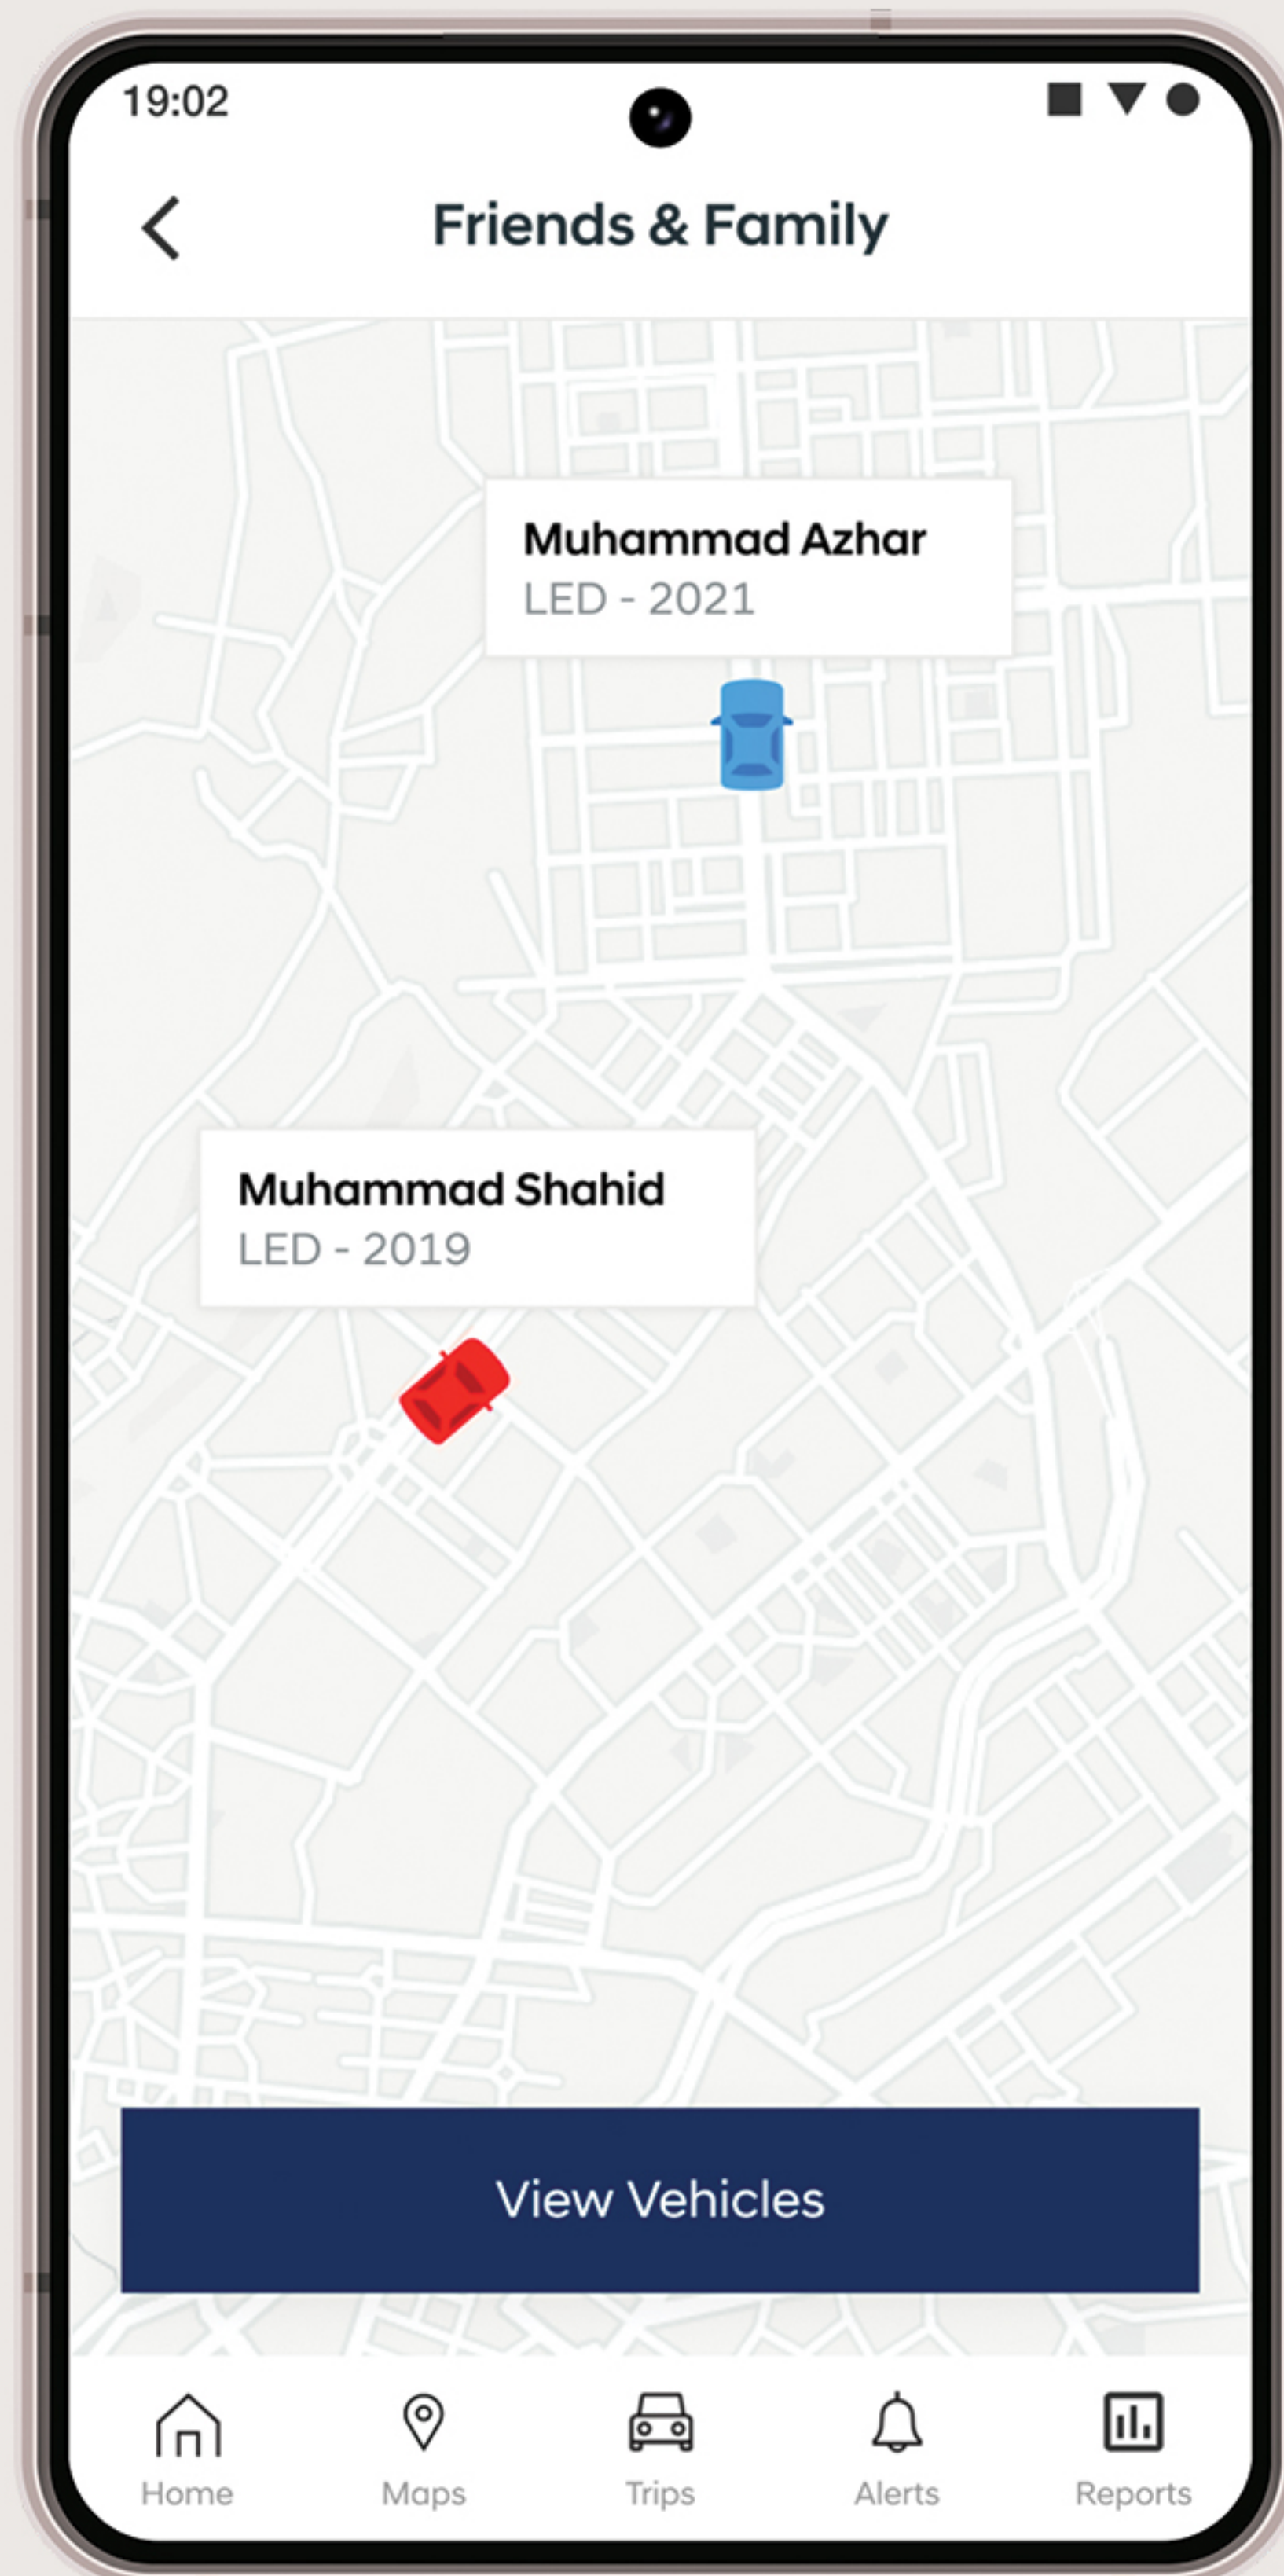 19:02
Friends & Family
Muhammad Azhar
LED - 2021
Muhammad Shahid
LED - 2019
View Vehicles
Home
Maps
Trips
Alerts
Reports